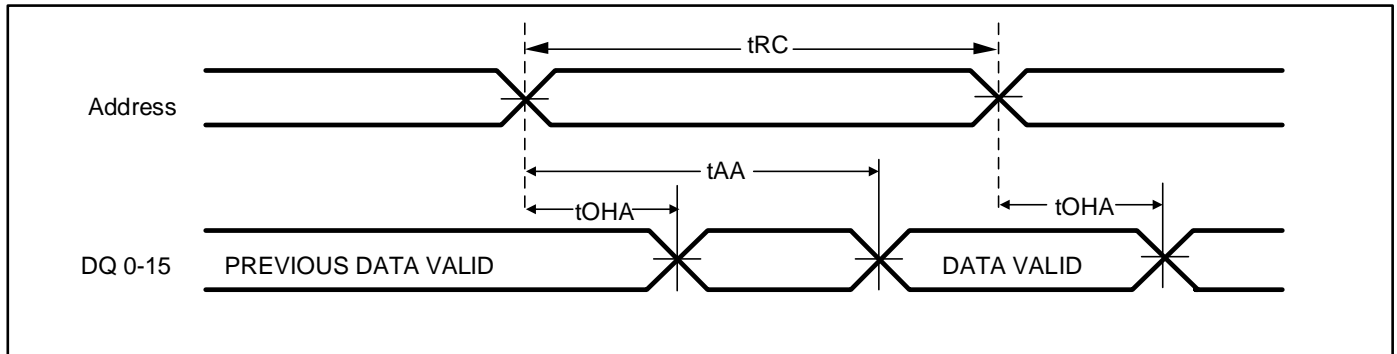 tRC
Address
tAA
tOHA
tOHA
DQ 0-15
PREVIOUS DATA VALID
DATA VALID